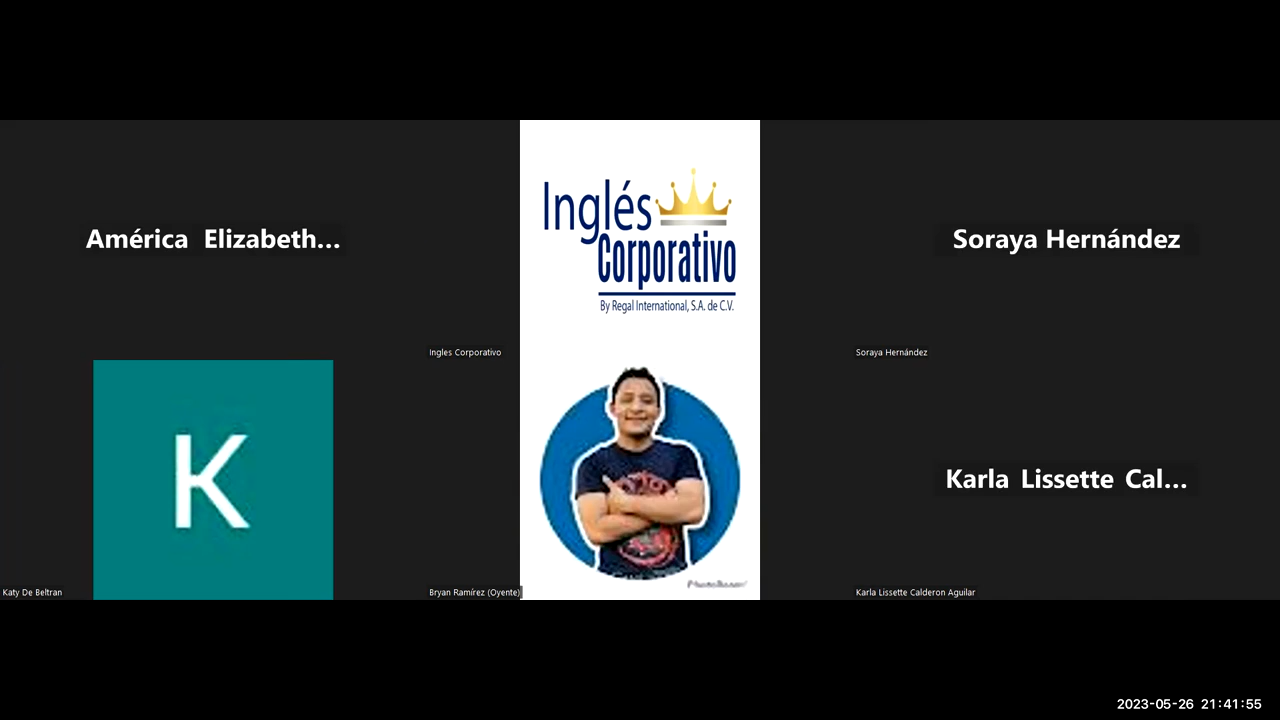 América Elizabeth...
Inglés
Corporativo
By Regal International, S.A. de C.V.
Ingles Corporativo
Soraya Hernández
Soraya Hernández
K
Katy De Beltran
Bryan Ramírez (Oyente)
Karla Lissette Cal...
Karla Lissette Calderon Aguilar
2023-05-26 21:41:55